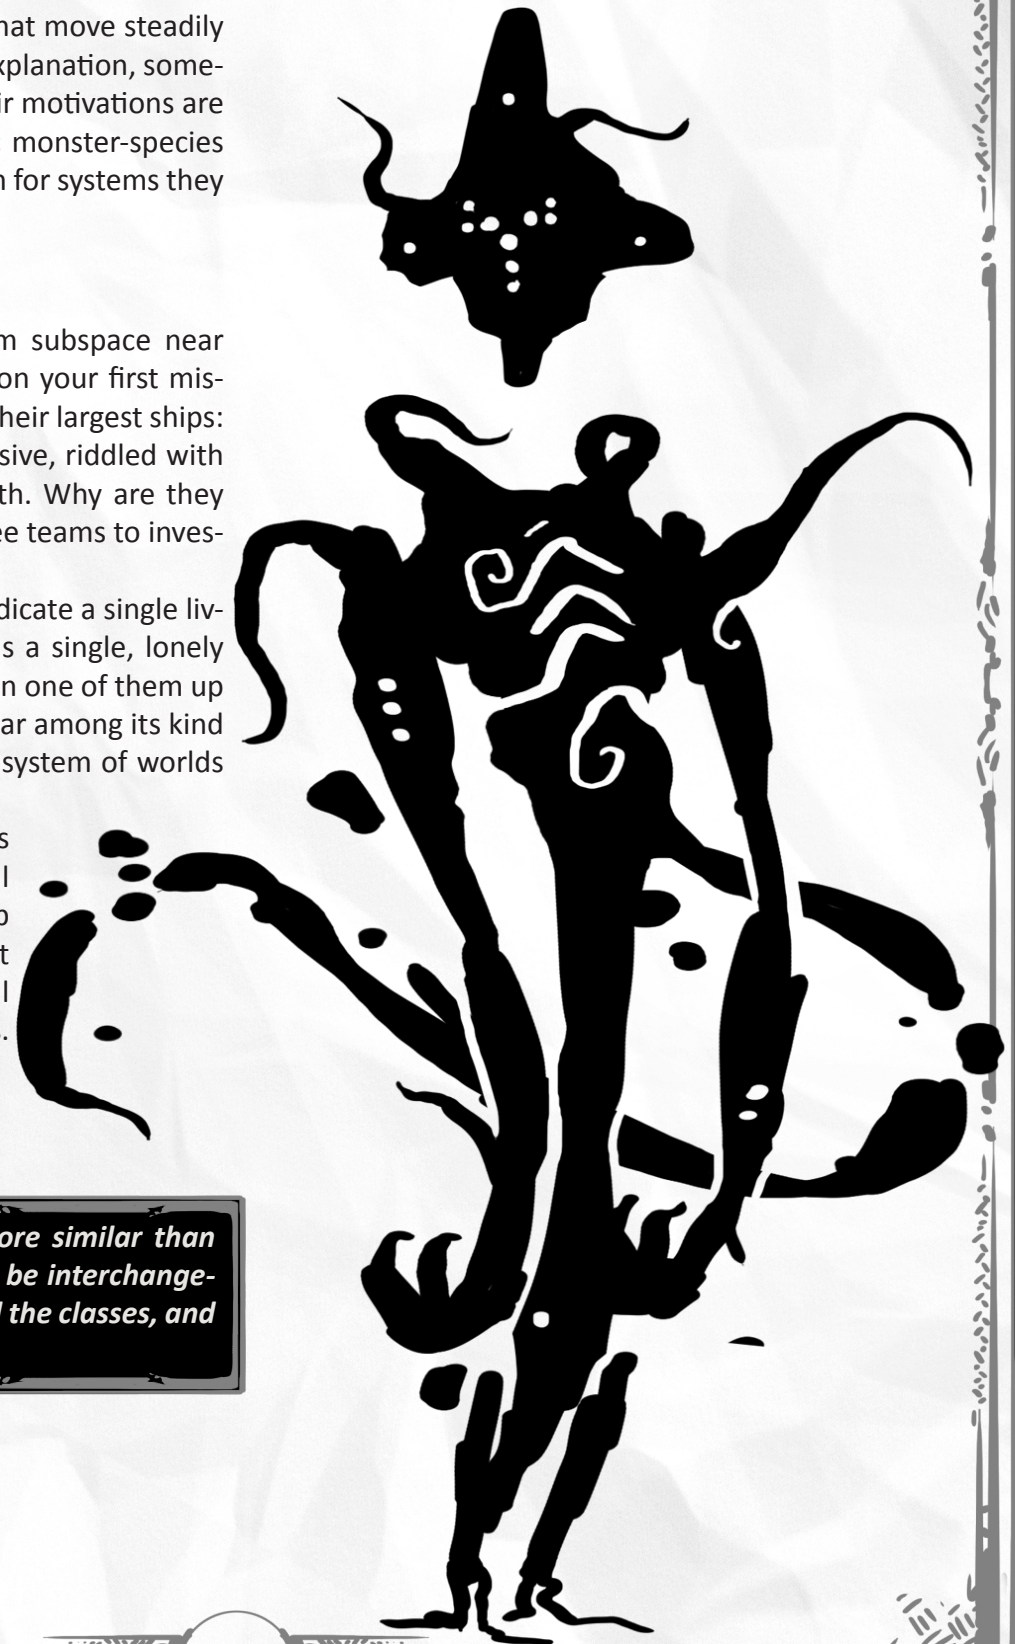 hat move steadily
xplanation, some-
ir motivations are
monster-species
n for systems they
m subspace near
on your first mis-
heir largest ships:
sive, riddled with
th. Why are they
ee teams to inves-
dicate a single liv-
s a single, lonely
n one of them up
ar among its kind
system of worlds
s
l
o
t
l
.
ore similar than
be interchange-
l the classes, and